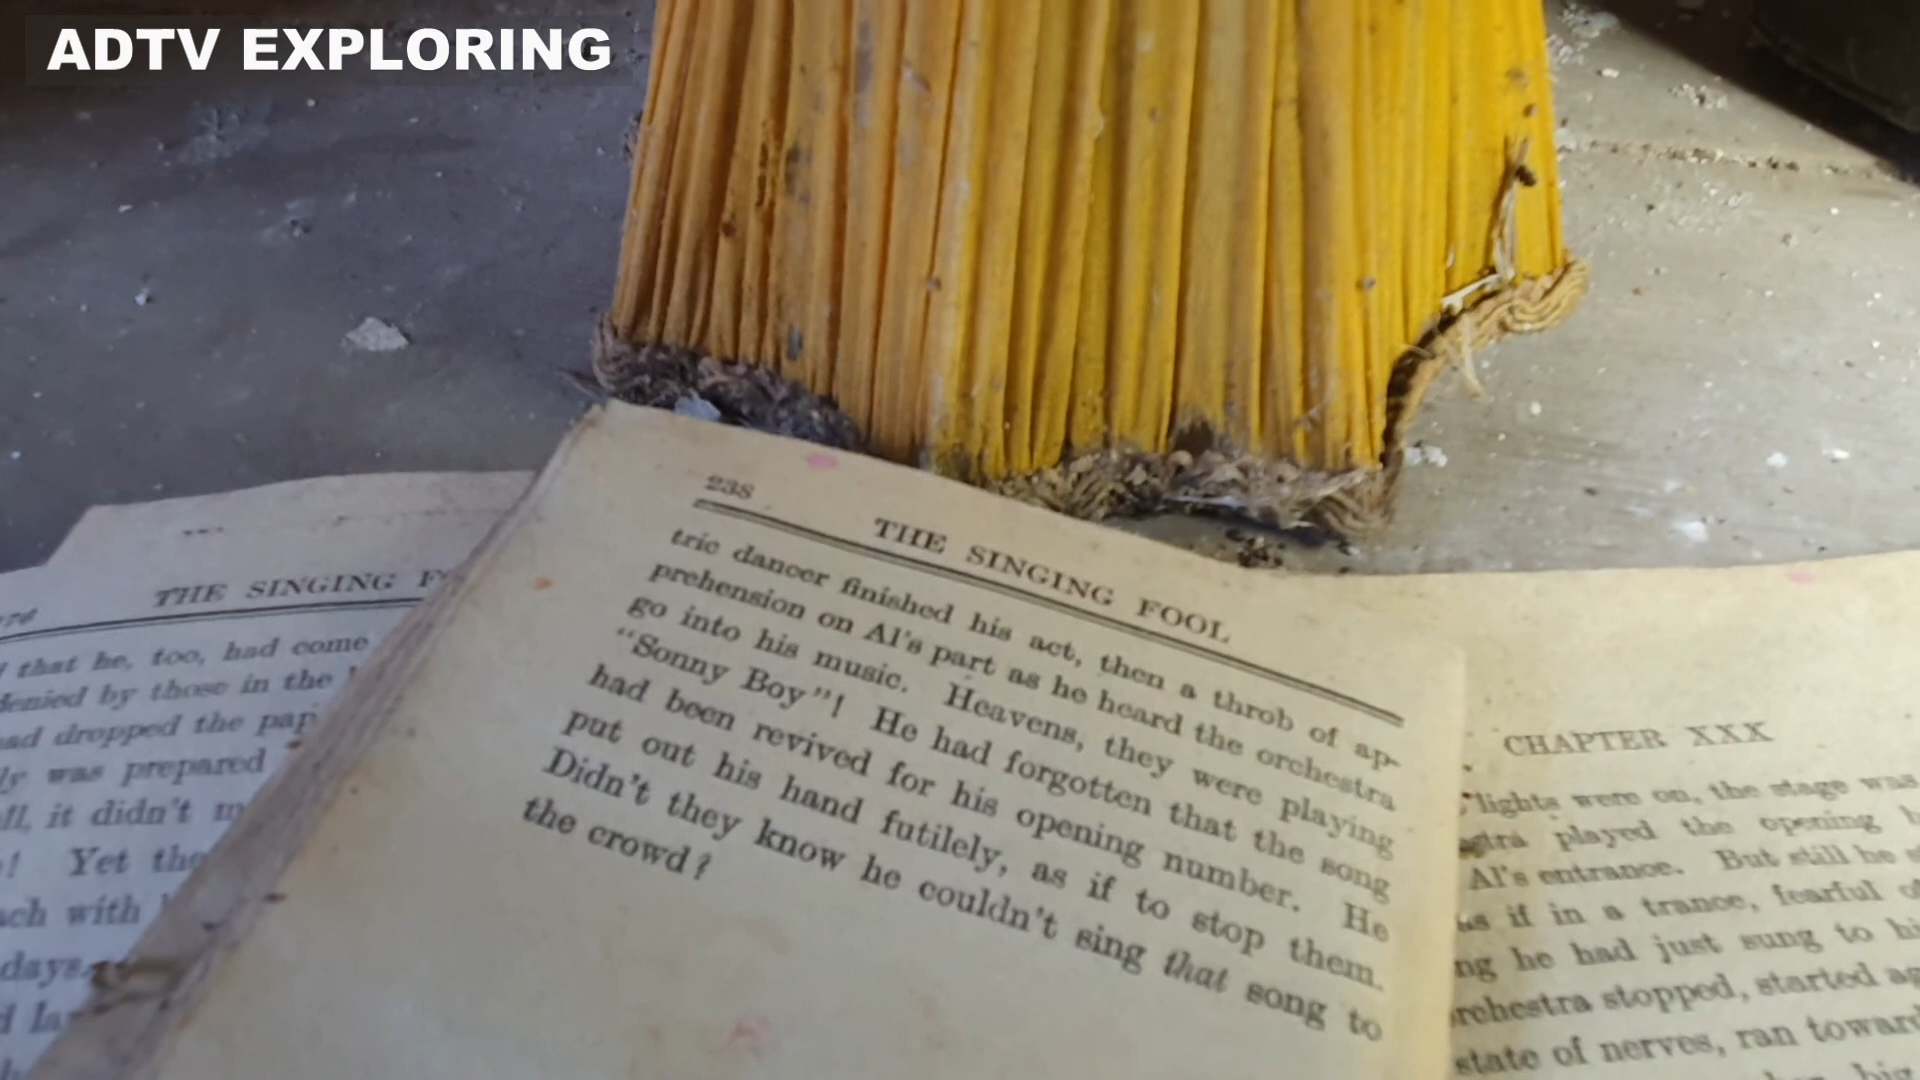 ADTV EXPLORING
THE SINGING
that he, too, had come
denied by those in the
had dropped the pap
was prepared
it didn't
Yet tho
with
days.
238
THE SINGING FOOL
tric dancer finished his act, then a throb of ap-
prehension on Al's part as he heard the orchestra
go into his music. Heavens, they were playing
"Sonny Boy"! He had forgotten that the song
had been revived for his opening number. He
put out his hand futilely, as if to stop them.
Didn't they know he couldn't sing that song to
the crowd?
CHAPTER XXX
lights were on, the stage was
played the opening
Al's entrance. But still he
as if in a trance, fearful
he had just sung to
orchestra stopped, started
state of nerves, ran toward